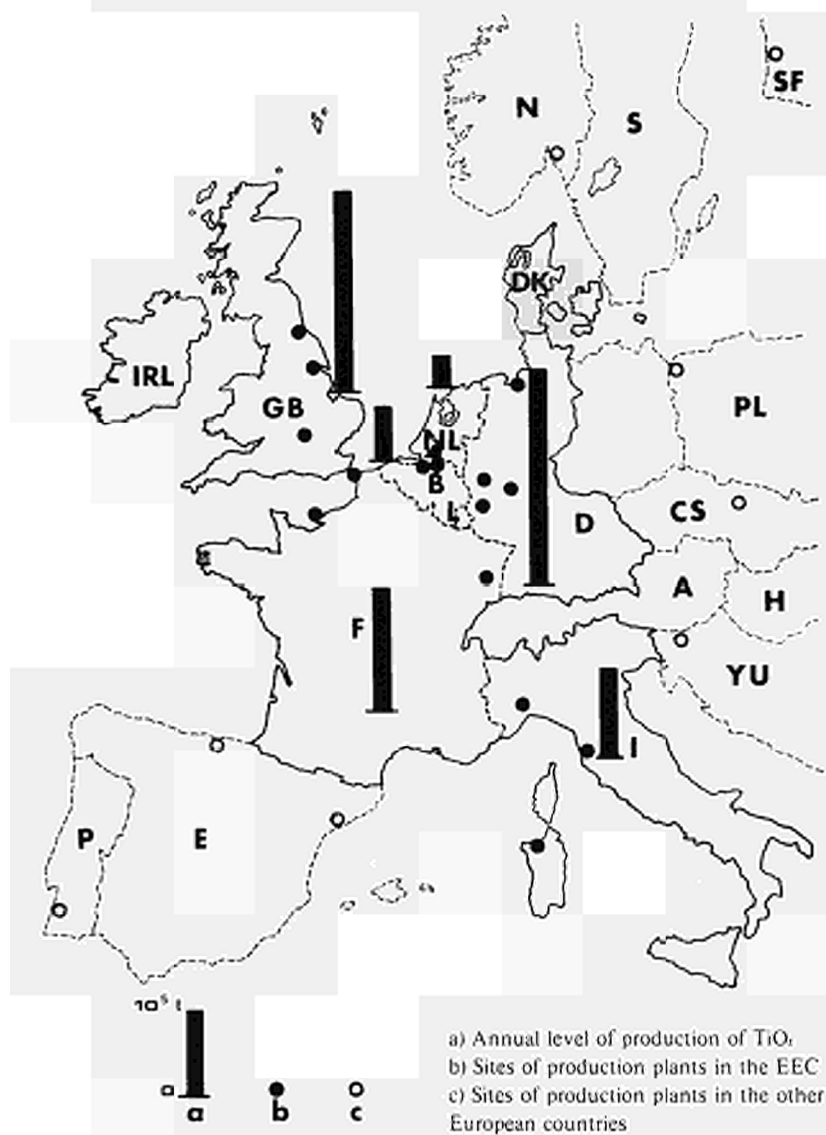 N
S
SF
DK
IRL
GB
NL
PL
B
L
D
CS
A
H
F
YU
I
P
E
10⁵ t
a) Annual level of production of TiO₂
b) Sites of production plants in the EEC
c) Sites of production plants in the other
European countries
a b c